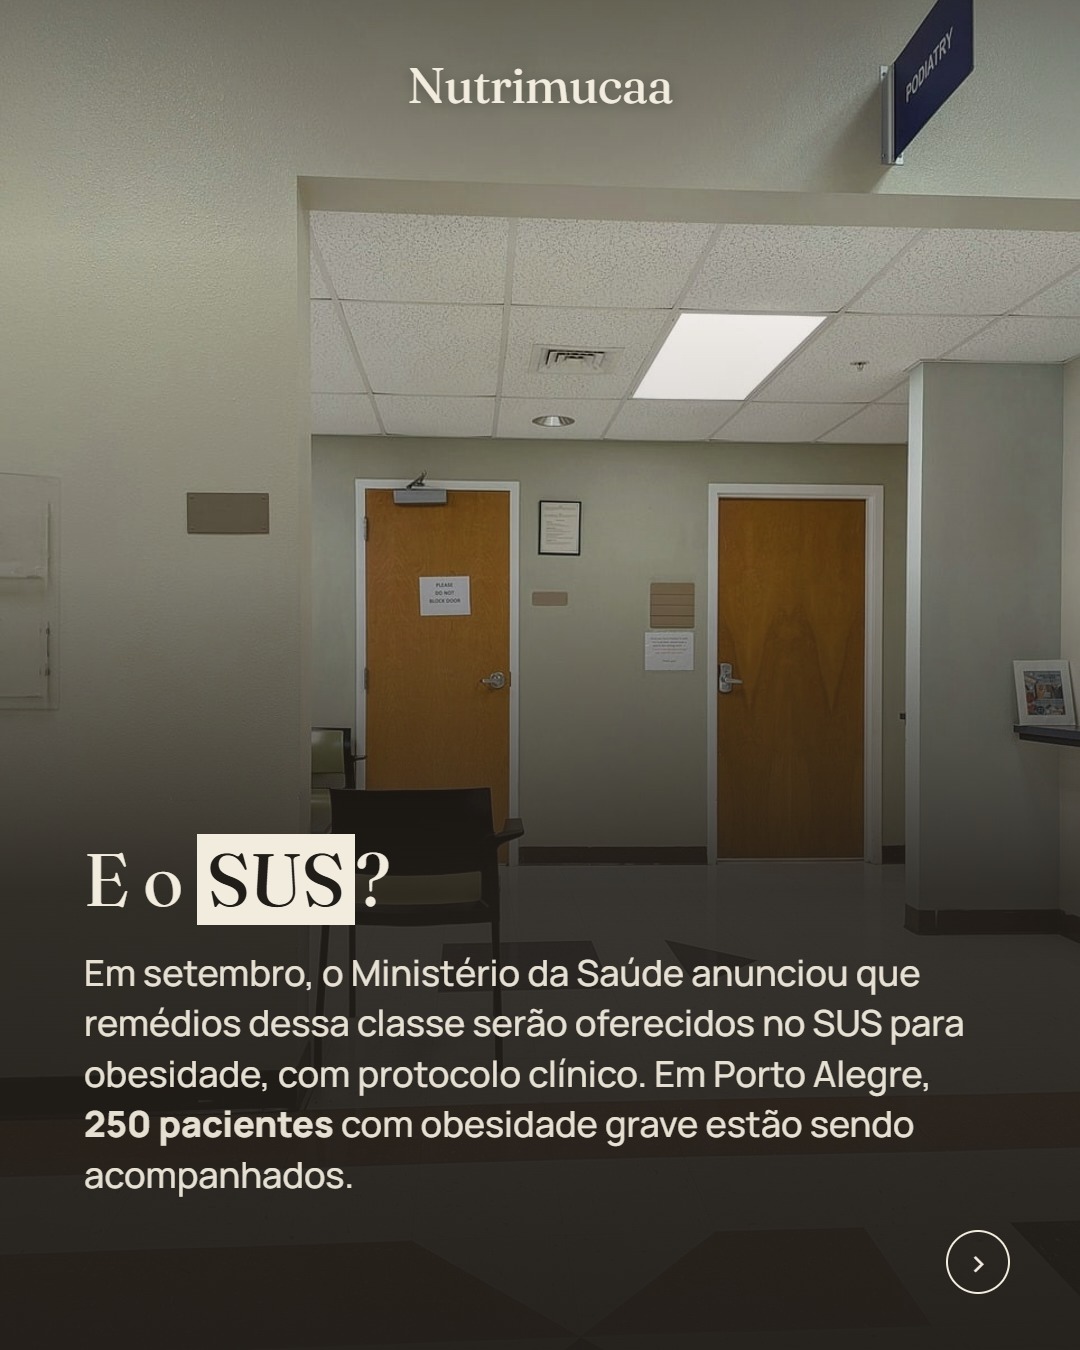 Nutrimucaa
PODIATRY
PLEASE
DO NOT
BLOCK DOOR
E o SUS?
Em setembro, o Ministério da Saúde anunciou que
remédios dessa classe serão oferecidos no SUS para
obesidade, com protocolo clínico. Em Porto Alegre,
250 pacientes com obesidade grave estão sendo
acompanhados.